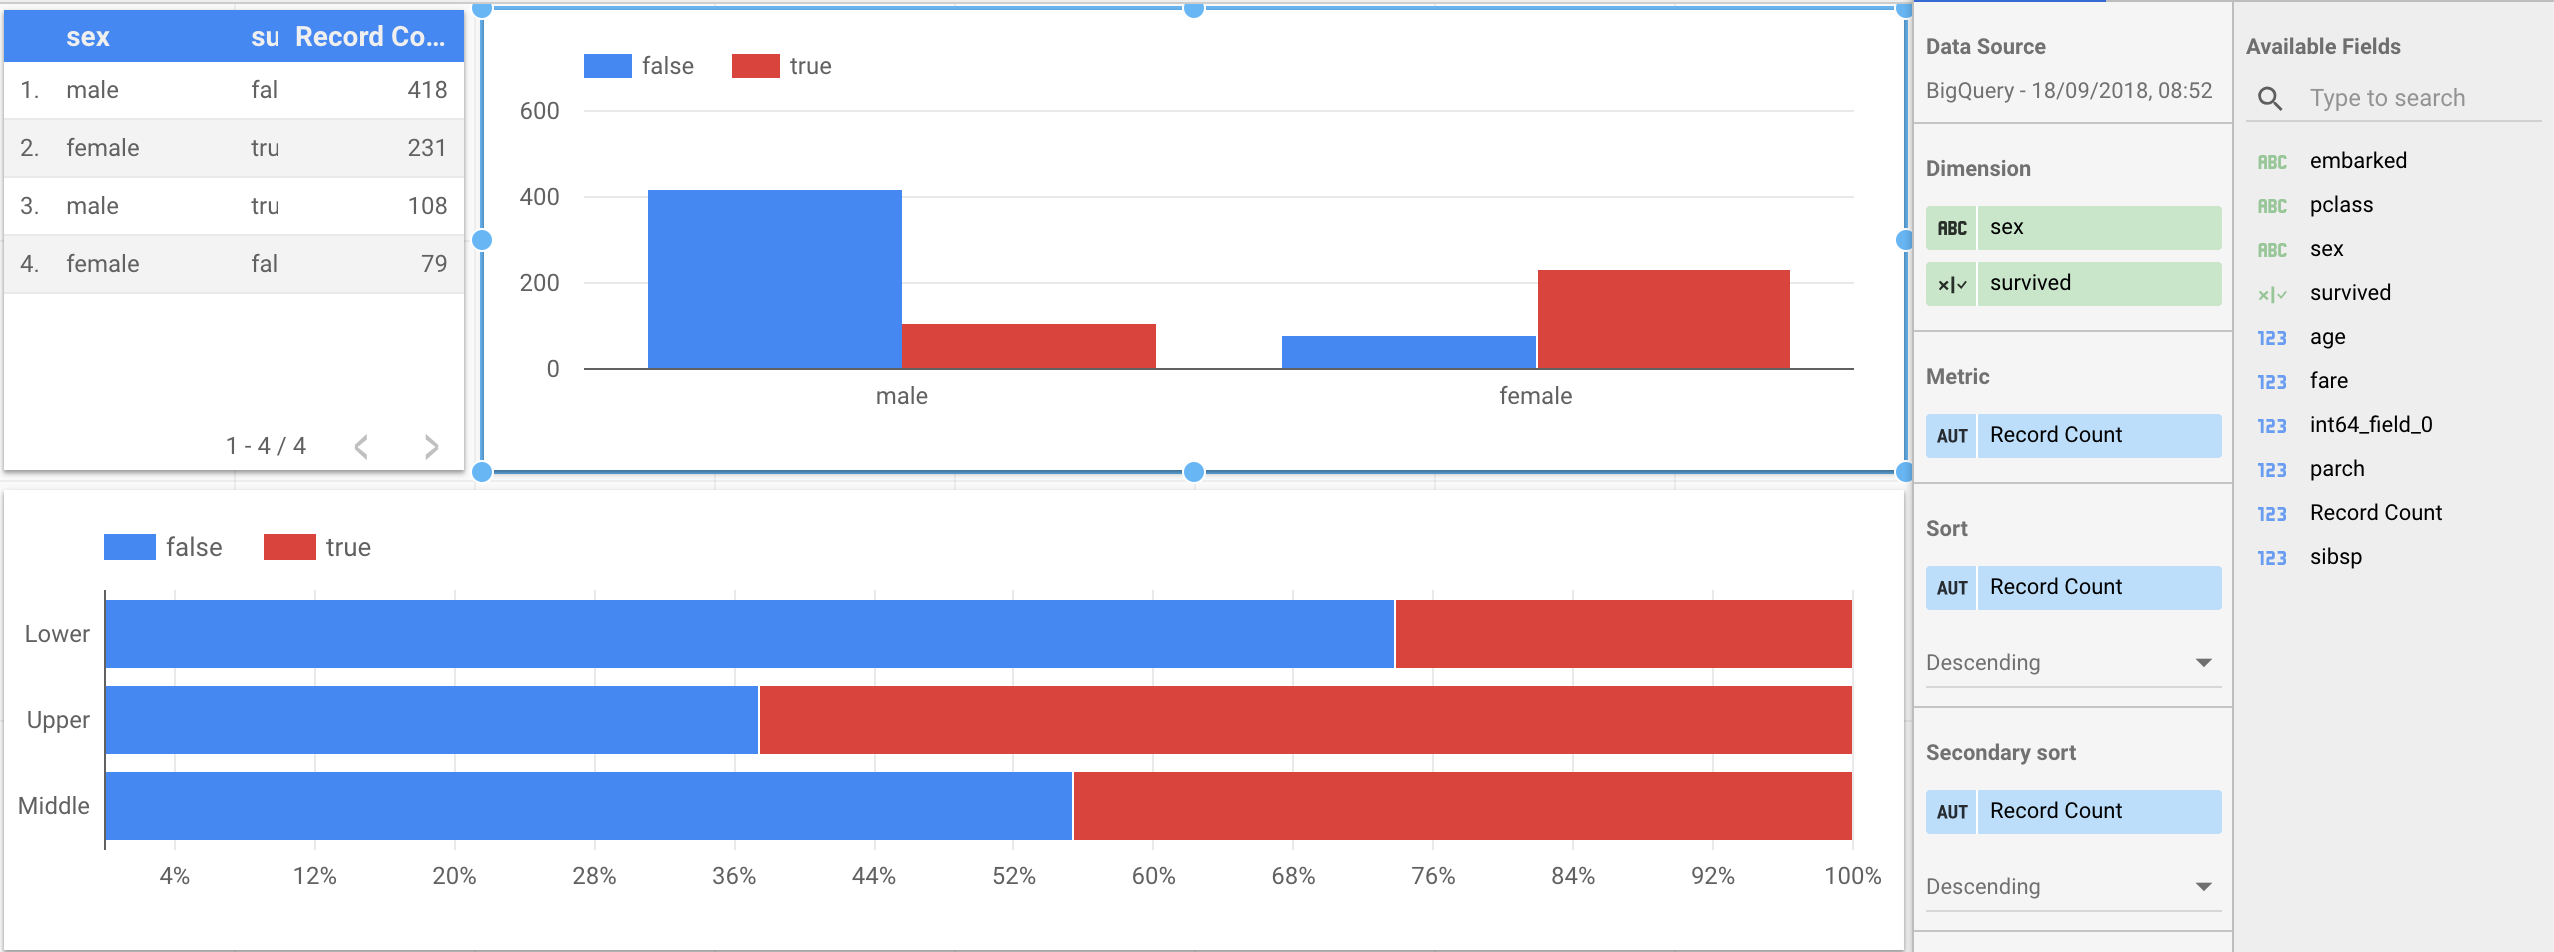 sex su Record Co...
1. male fal 418
2. female tru 231
3. male tru 108
4. female fal 79
1 - 4 / 4
false true
600
400
200
0
male female
false true
Lower
Upper
Middle
4% 12% 20% 28% 36% 44% 52% 60% 68% 76% 84% 92% 100%
Data Source
BigQuery - 18/09/2018, 08:52
Dimension
ABC sex
survived
Metric
AUT Record Count
Sort
AUT Record Count
Descending
Secondary sort
AUT Record Count
Descending
Available Fields
Type to search
ABC embarked
ABC pclass
ABC sex
survived
123 age
123 fare
123 int64_field_0
123 parch
123 Record Count
123 sibsp